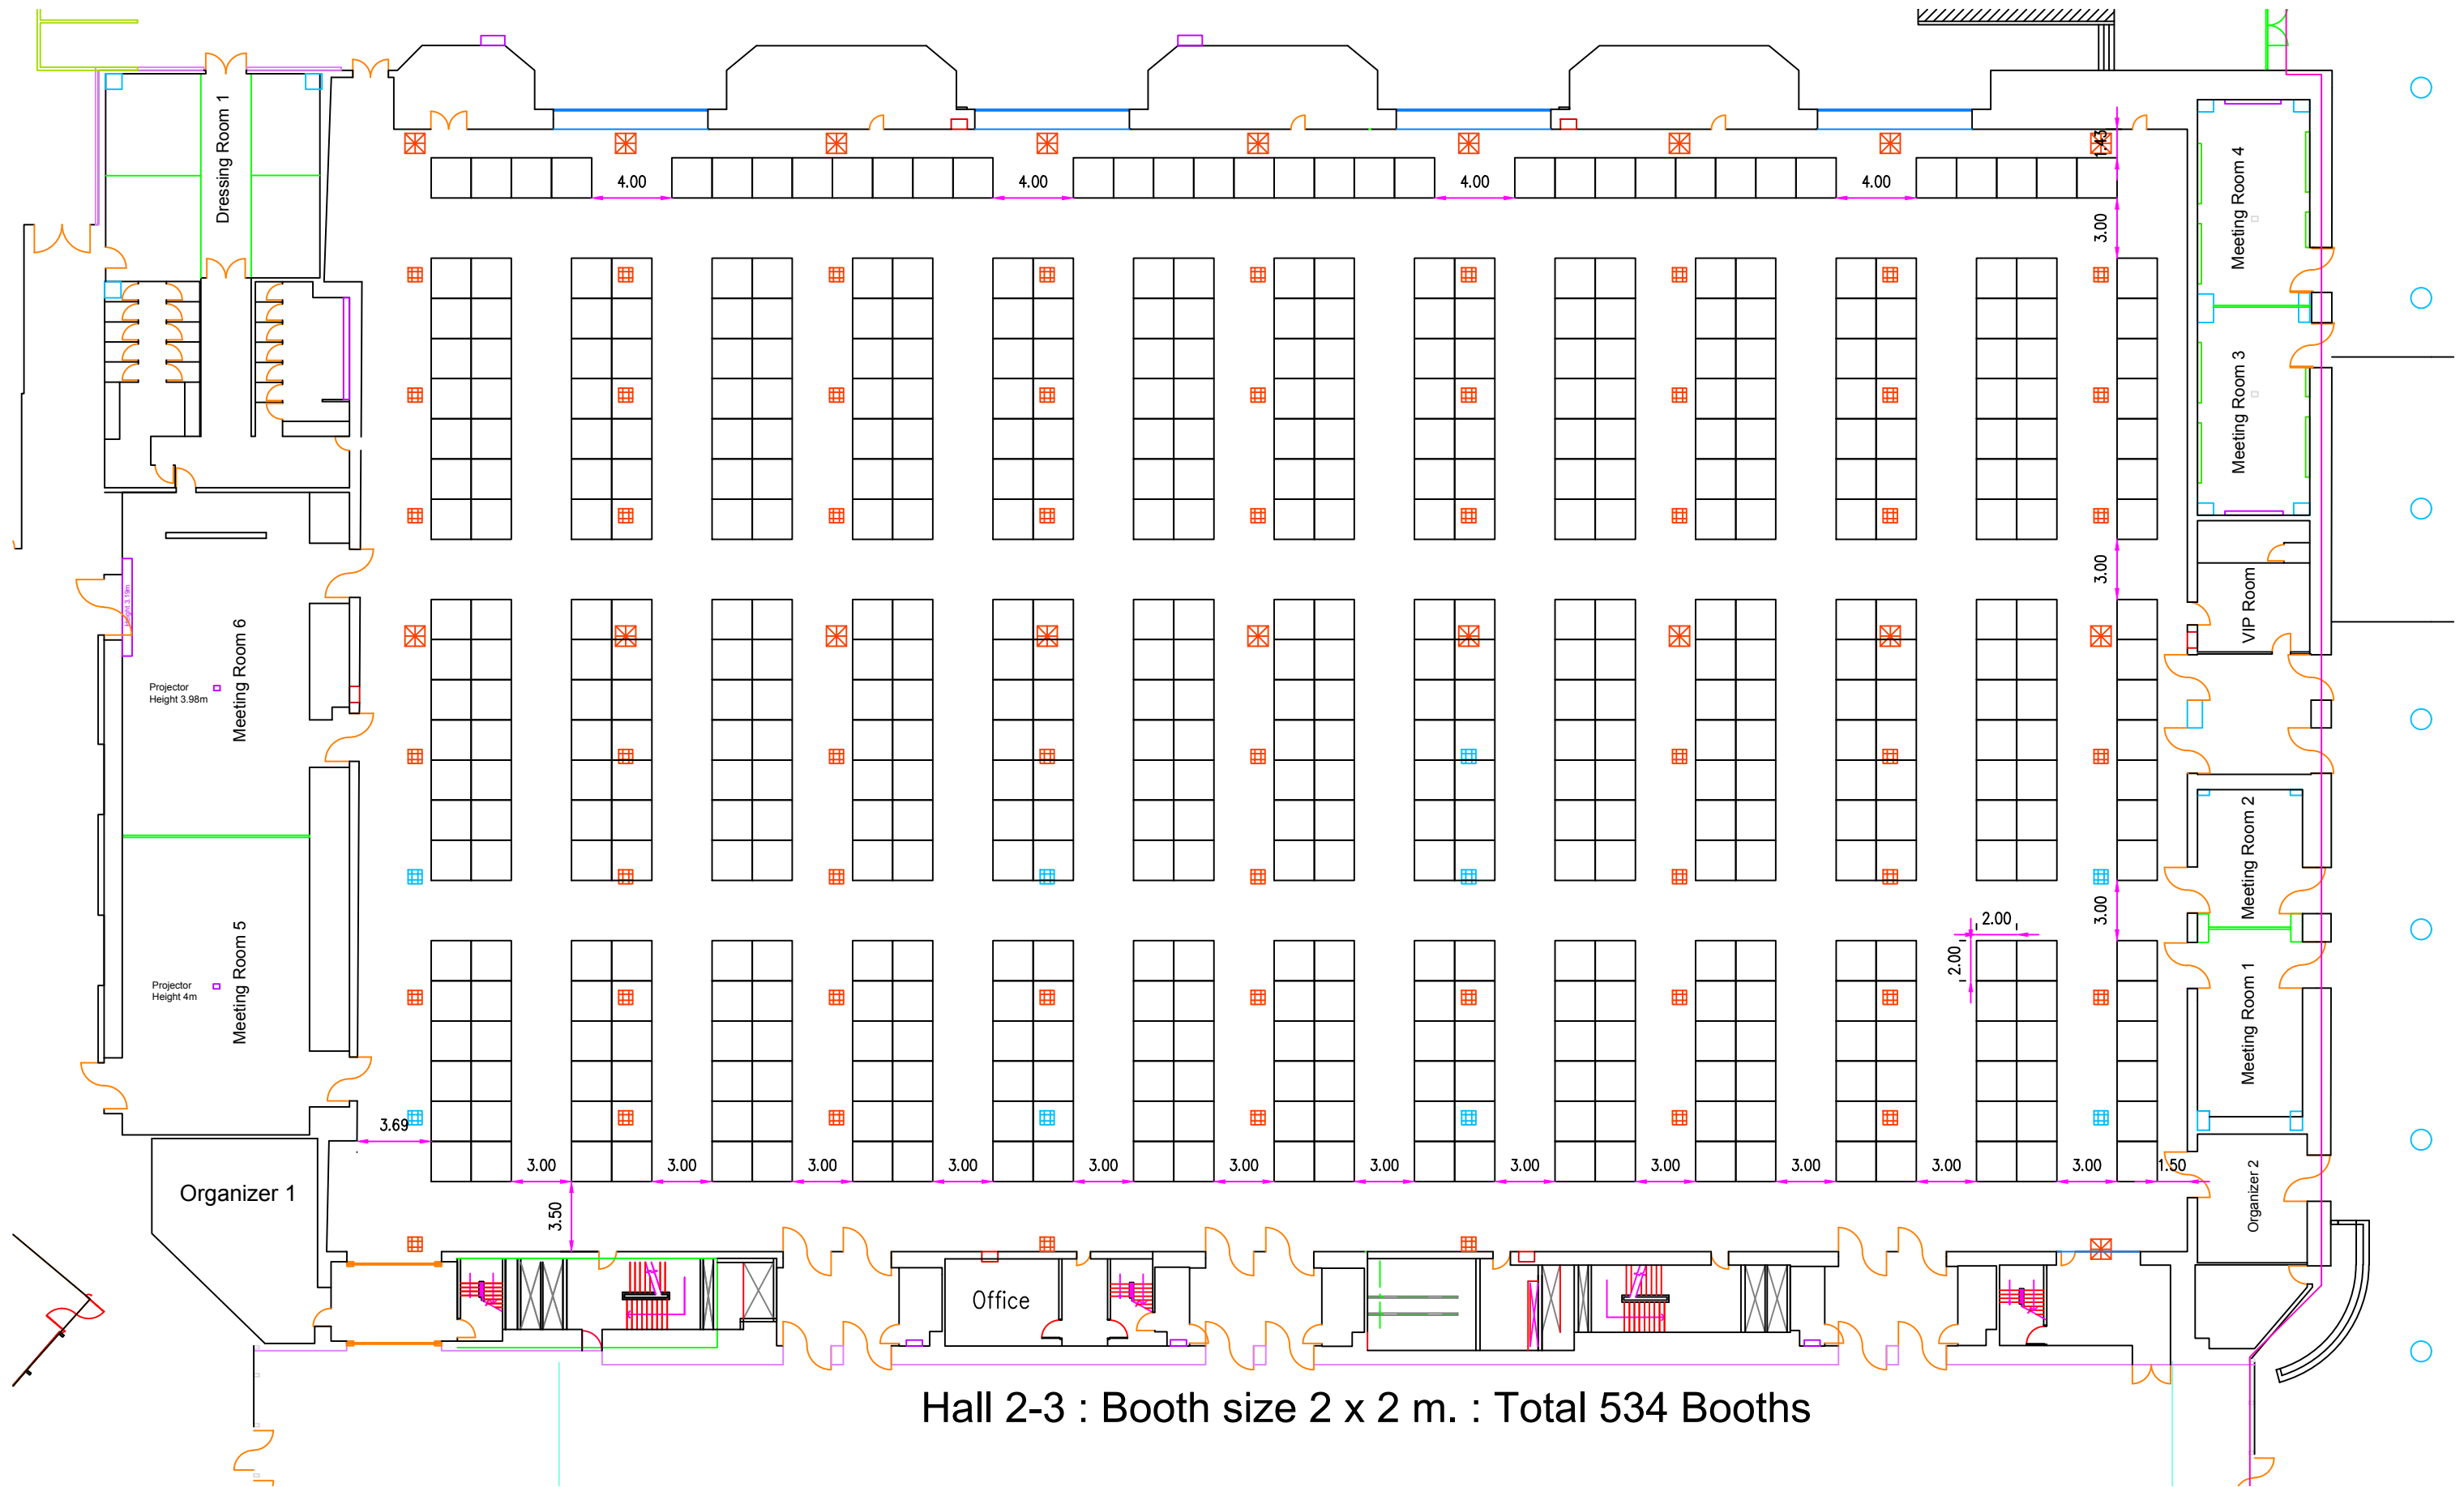 Dressing Room 1
4.00
4.00
4.00
4.00
1.43
3.00
Meeting Room 4
Meeting Room 3
3.00
VIP Room
Height 3.19m
Meeting Room 6
Projector
Height 3.98m
Meeting Room 2
3.00
2.00
2.00
Meeting Room 5
Projector
Height 4m
Meeting Room 1
3.69
3.00
3.00
3.00
3.00
3.00
3.00
3.00
3.00
3.00
3.00
3.00
3.00
1.50
Organizer 1
3.50
Organizer 2
Office
Hall 2-3 : Booth size 2 x 2 m. : Total 534 Booths